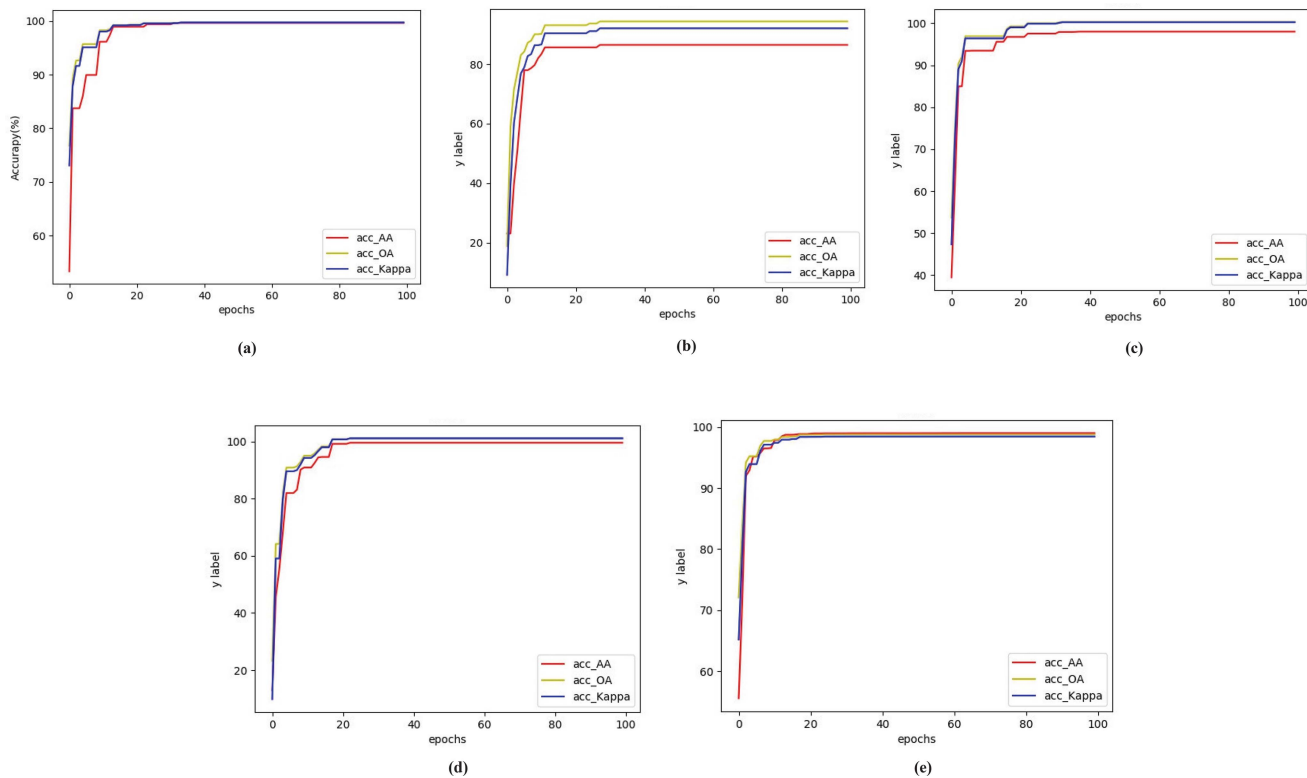 100
90
80
70
60
Accurapy(%)
acc_AA
acc_OA
acc_Kappa
0 20 40 60 80 100
epochs
(a)
80
60
40
20
y label
acc_AA
acc_OA
acc_Kappa
0 20 40 60 80 100
epochs
(b)
100
90
80
70
60
50
40
y label
acc_AA
acc_OA
acc_Kappa
0 20 40 60 80 100
epochs
(c)
100
80
60
40
20
y label
acc_AA
acc_OA
acc_Kappa
0 20 40 60 80 100
epochs
(d)
100
90
80
70
60
y label
acc_AA
acc_OA
acc_Kappa
0 20 40 60 80 100
epochs
(e)